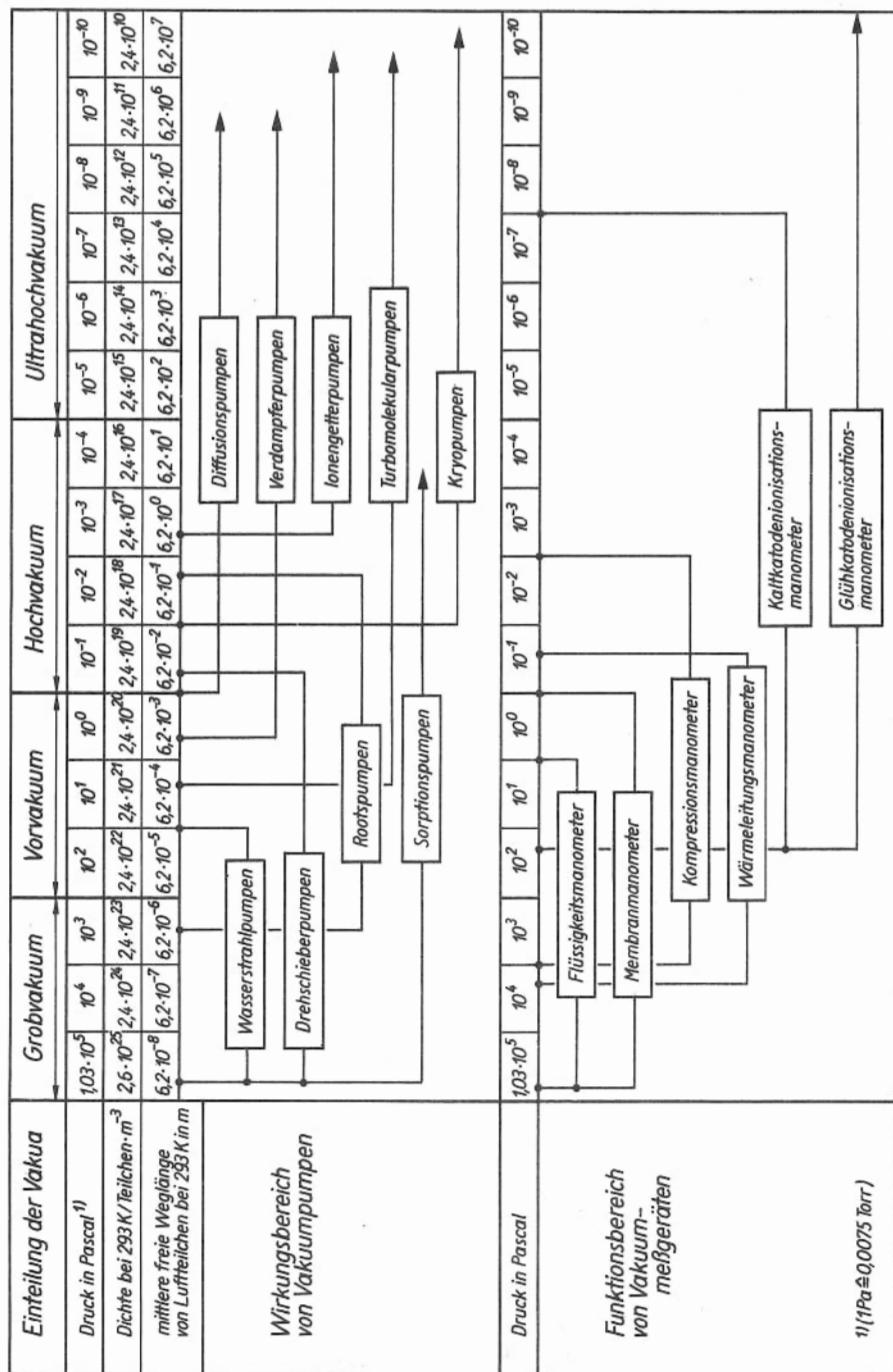 Einteilung der Vakua
Grobvakuum
Vorvakuum
Hochvakuum
Ultrahochvakuum
Druck in Pascal ¹⁾
1,03·10⁵ 10⁴ 10³ 10² 10¹ 10⁰ 10⁻¹ 10⁻² 10⁻³ 10⁻⁴ 10⁻⁵ 10⁻⁶ 10⁻⁷ 10⁻⁸ 10⁻⁹ 10⁻¹⁰
Dichte bei 293 K/Teilchen·m⁻³
2,6·10²⁵ 2,4·10²⁴ 2,4·10²³ 2,4·10²² 2,4·10²¹ 2,4·10²⁰ 2,4·10¹⁹ 2,4·10¹⁸ 2,4·10¹⁷ 2,4·10¹⁶ 2,4·10¹⁵ 2,4·10¹⁴ 2,4·10¹³ 2,4·10¹² 2,4·10¹¹ 2,4·10¹⁰
mittlere freie Weglänge
von Luftteilchen bei 293 K in m
6,2·10⁻⁸ 6,2·10⁻⁷ 6,2·10⁻⁶ 6,2·10⁻⁵ 6,2·10⁻⁴ 6,2·10⁻³ 6,2·10⁻² 6,2·10⁻¹ 6,2·10⁰ 6,2·10¹ 6,2·10² 6,2·10³ 6,2·10⁴ 6,2·10⁵ 6,2·10⁶ 6,2·10⁷
Wirkungsbereich
von Vakuumpumpen
Diffusionspumpen
Wasserstrahlpumpen
Verdampferpumpen
Drehschieberpumpen
Ionengetterpumpen
Rootspumpen
Turbomolekularpumpen
Sorptionspumpen
Kryopumpen
Druck in Pascal
1,03·10⁵ 10⁴ 10³ 10² 10¹ 10⁰ 10⁻¹ 10⁻² 10⁻³ 10⁻⁴ 10⁻⁵ 10⁻⁶ 10⁻⁷ 10⁻⁸ 10⁻⁹ 10⁻¹⁰
Funktionsbereich
von Vakuum-
meßgeräten
Flüssigkeitsmanometer
Membranmanometer
Kompressionsmanometer
Wärmeleitungsmanometer
Kaltkatodenionisations-
manometer
Glühkatodenionisations-
manometer
1) (1Pa≙0,0075 Torr)